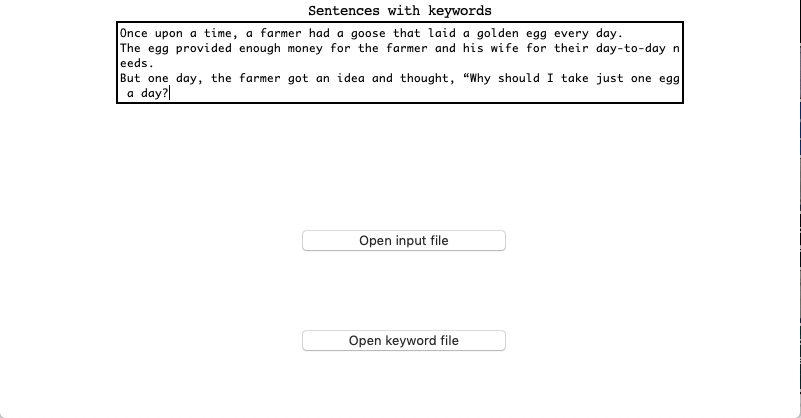 Sentences with keywords
Once upon a time, a farmer had a goose that laid a golden egg every day.
The egg provided enough money for the farmer and his wife for their day-to-day n
eeds.
But one day, the farmer got an idea and thought, “Why should I take just one egg
 a day?
Open input file
Open keyword file